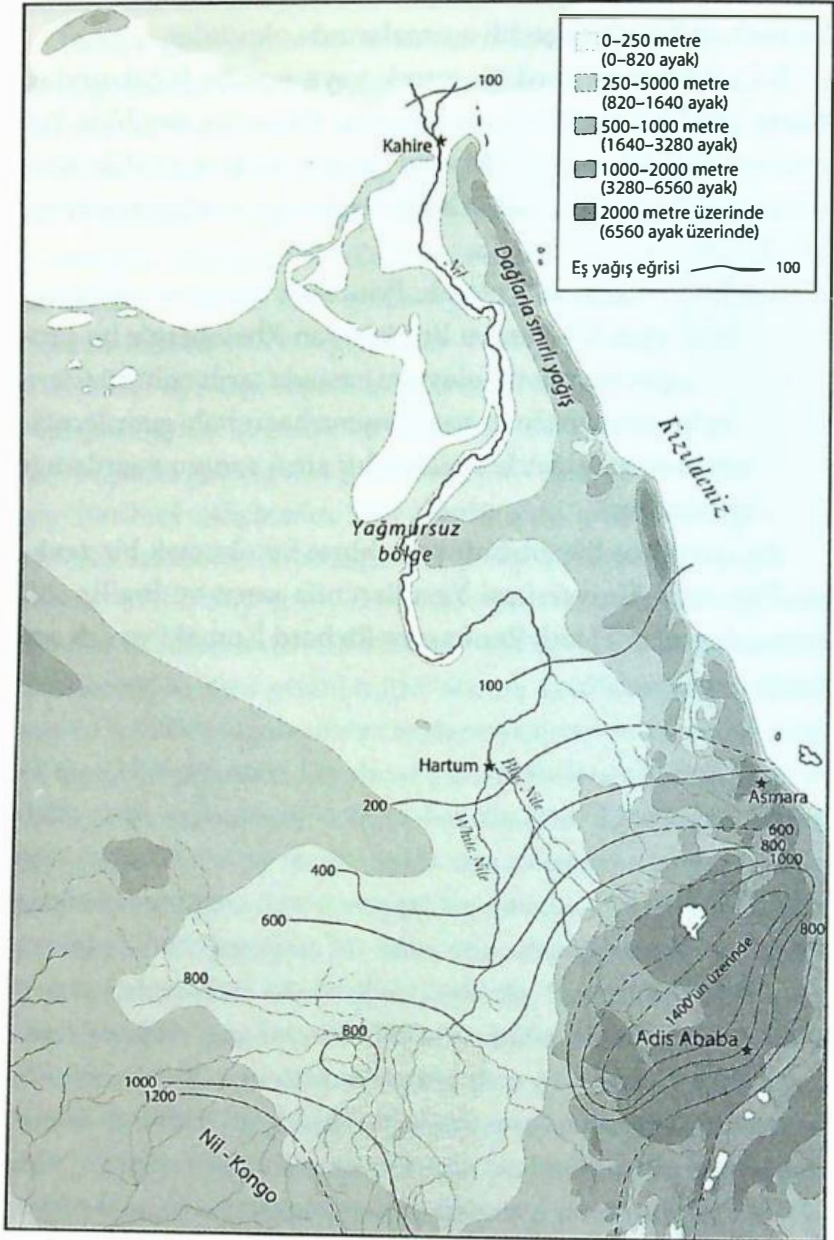 0–250 metre
(0–820 ayak)
250–5000 metre
(820–1640 ayak)
500–1000 metre
(1640–3280 ayak)
1000–2000 metre
(3280–6560 ayak)
2000 metre üzerinde
(6560 ayak üzerinde)
Eş yağış eğrisi 100
100
Kahire
Nil
Dağlarla sınırlı yağış
Kızıldeniz
Yağmursuz
bölge
100
Hartum
Blue Nile
White Nile
200
Asmara
600
800
1000
400
600
800
800
1400'ün üzerinde
Adis Ababa
800
1000
1200
Nil - Kongo